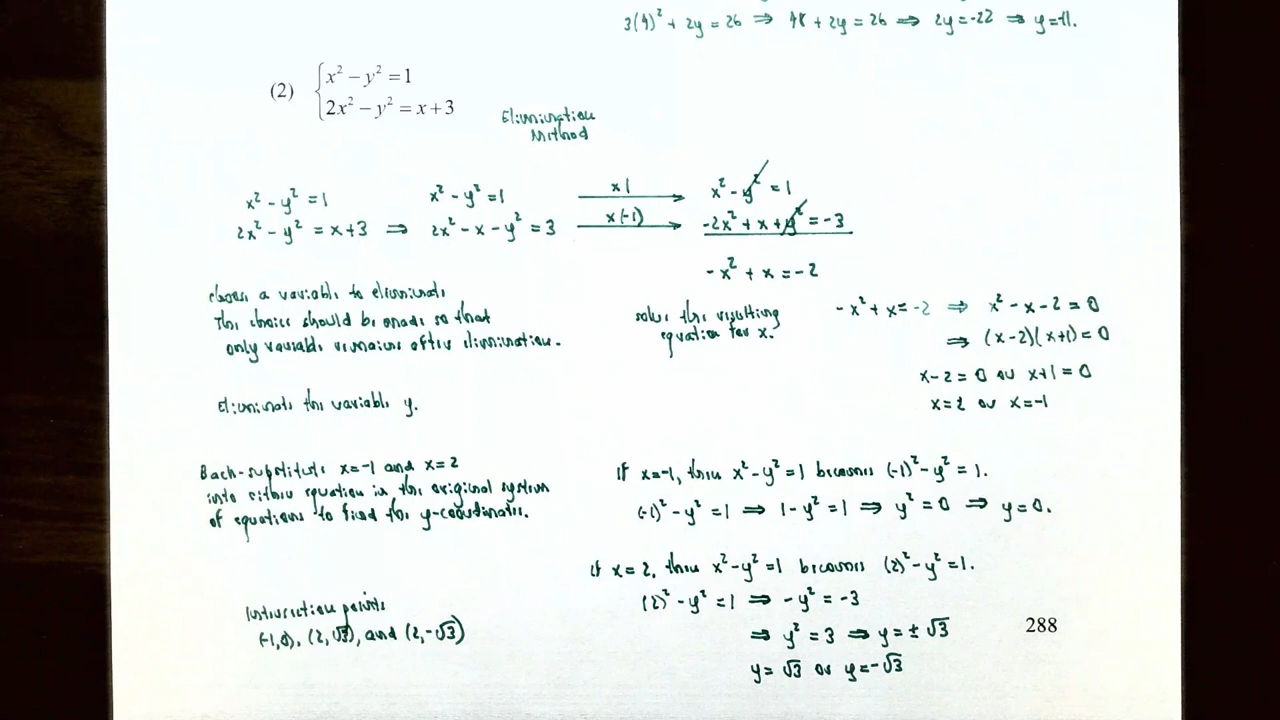 3(4)² + 2y = 26 ⇒ 48 + 2y = 26 ⇒ 2y = -22 ⇒ y = -11.
(2) { x² − y² = 1
2x² − y² = x + 3
Elimination
Method
x² - y² = 1 x² - y² = 1 x1 x² - y² = 1
2x² - y² = x+3 ⇒ 2x² - x - y² = 3 x(-1) -2x² + x + y² = -3
-x² + x = -2
choose a variable to eliminate
The choice should be made so that
only variable remains after elimination.
Eliminate the variable y.
solve the resulting
equation for x.
-x² + x = -2 ⇒ x² - x - 2 = 0
⇒ (x-2)(x+1) = 0
x-2 = 0 or x+1 = 0
x=2 or x=-1
Back-substitute x=-1 and x=2
into either equation in the original system
of equations to find the y-coordinates.
If x=-1, then x²-y²=1 becomes (-1)²-y²=1.
(-1)² - y² = 1 ⇒ 1-y² = 1 ⇒ y² = 0 ⇒ y=0.
If x=2, then x²-y²=1 becomes (2)²-y²=1.
(2)² - y² = 1 ⇒ -y² = -3
⇒ y² = 3 ⇒ y = ± √3
y = √3 or y = -√3
Intersection points
(-1,0), (2,√3), and (2,-√3)
288